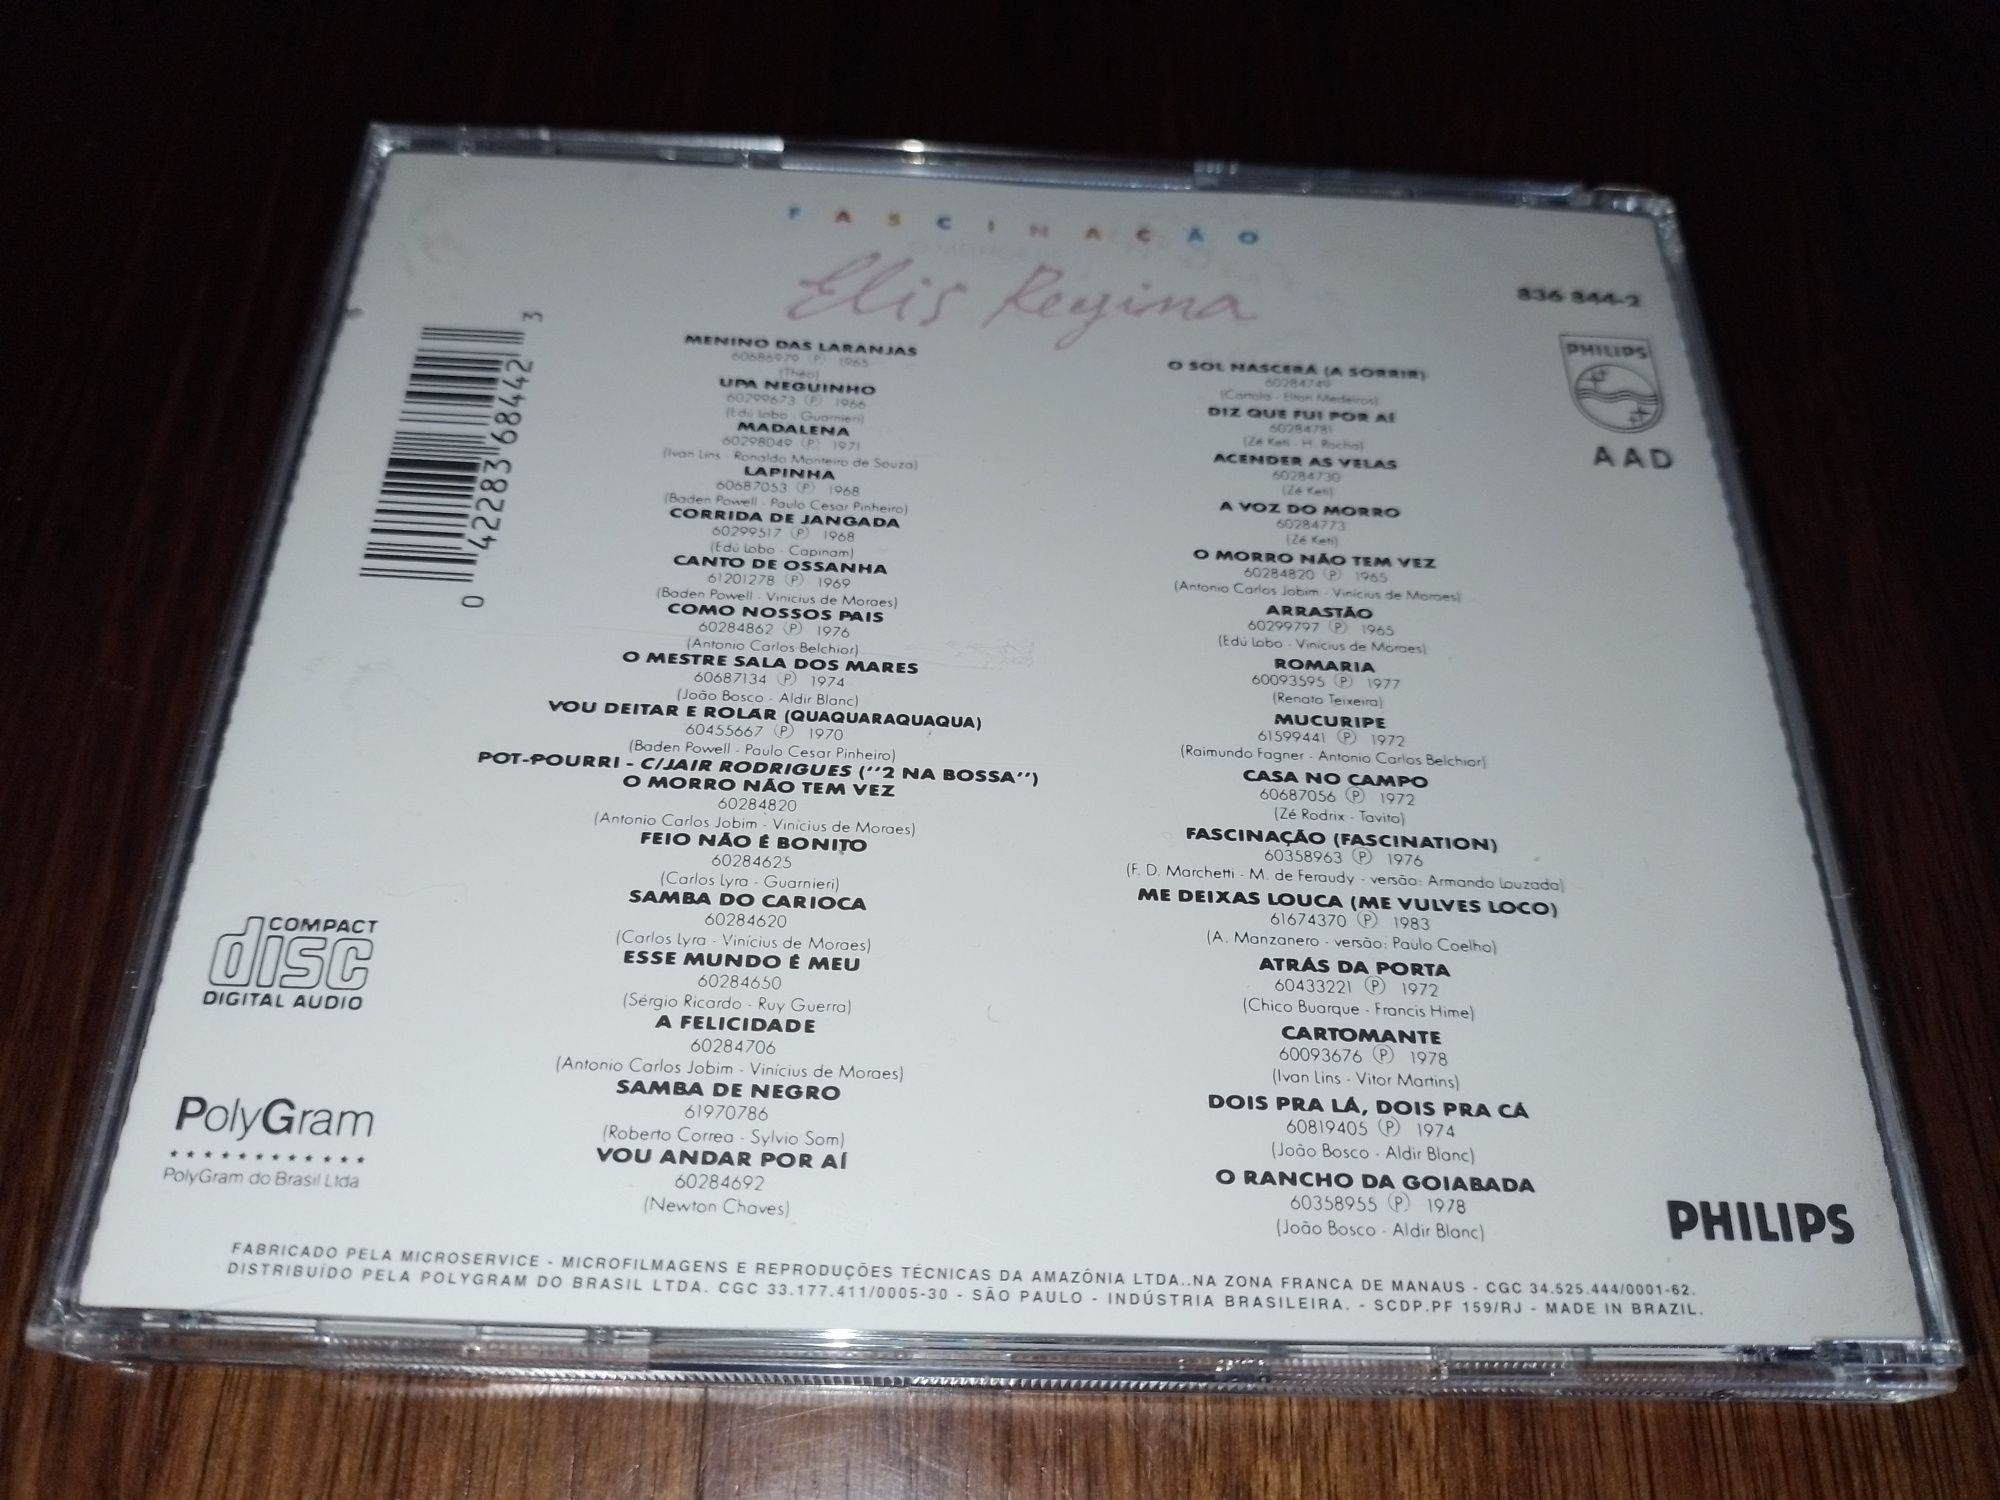 FASCINAÇÃO
Elis Regina
836 844-2
PHILIPS
AAD
0 42283 68442 3
MENINO DAS LARANJAS
60686979 Ⓟ 1965
(Théo)
UPA NEGUINHO
60299673 Ⓟ 1966
(Edú Lobo - Guarnieri)
MADALENA
60298049 Ⓟ 1971
(Ivan Lins - Ronaldo Monteiro de Souza)
LAPINHA
60687053 Ⓟ 1968
(Baden Powell - Paulo Cesar Pinheiro)
CORRIDA DE JANGADA
60299517 Ⓟ 1968
(Edú Lobo - Capinam)
CANTO DE OSSANHA
61201278 Ⓟ 1969
(Baden Powell - Vinicius de Moraes)
COMO NOSSOS PAIS
60284862 Ⓟ 1976
(Antonio Carlos Belchior)
O MESTRE SALA DOS MARES
60687134 Ⓟ 1974
(João Bosco - Aldir Blanc)
VOU DEITAR E ROLAR (QUAQUARAQUAQUA)
60455667 Ⓟ 1970
(Baden Powell - Paulo Cesar Pinheiro)
POT-POURRI - C/JAIR RODRIGUES (''2 NA BOSSA'')
O MORRO NÃO TEM VEZ
60284820
(Antonio Carlos Jobim - Vinicius de Moraes)
FEIO NÃO É BONITO
60284625
(Carlos Lyra - Guarnieri)
SAMBA DO CARIOCA
60284620
(Carlos Lyra - Vinícius de Moraes)
ESSE MUNDO É MEU
60284650
(Sérgio Ricardo - Ruy Guerra)
A FELICIDADE
60284706
(Antonio Carlos Jobim - Vinícius de Moraes)
SAMBA DE NEGRO
61970786
(Roberto Correa - Sylvio Som)
VOU ANDAR POR AÍ
60284692
(Newton Chaves)
O SOL NASCERÁ (A SORRIR)
60284749
(Cartola - Elton Medeiros)
DIZ QUE FUI POR AÍ
60284781
(Zé Keti - H. Rocha)
ACENDER AS VELAS
60284730
(Zé Keti)
A VOZ DO MORRO
60284773
(Zé Keti)
O MORRO NÃO TEM VEZ
60284820 Ⓟ 1965
(Antonio Carlos Jobim - Vinicius de Moraes)
ARRASTÃO
60299797 Ⓟ 1965
(Edú Lobo - Vinicius de Moraes)
ROMARIA
60093595 Ⓟ 1977
(Renato Teixeira)
MUCURIPE
61599441 Ⓟ 1972
(Raimundo Fagner - Antonio Carlos Belchior)
CASA NO CAMPO
60687056 Ⓟ 1972
(Zé Rodrix - Tavito)
FASCINAÇÃO (FASCINATION)
60358963 Ⓟ 1976
(F. D. Marchetti - M. de Feraudy - versão: Armando Louzada)
ME DEIXAS LOUCA (ME VULVES LOCO)
61674370 Ⓟ 1983
(A. Manzanero - versão: Paulo Coelho)
ATRÁS DA PORTA
60433221 Ⓟ 1972
(Chico Buarque - Francis Hime)
CARTOMANTE
60093676 Ⓟ 1978
(Ivan Lins - Vitor Martins)
DOIS PRA LÁ, DOIS PRA CÁ
60819405 Ⓟ 1974
(João Bosco - Aldir Blanc)
O RANCHO DA GOIABADA
60358955 Ⓟ 1978
(João Bosco - Aldir Blanc)
COMPACT
disc
DIGITAL AUDIO
PolyGram
PolyGram do Brasil Ltda
PHILIPS
FABRICADO PELA MICROSERVICE - MICROFILMAGENS E REPRODUÇÕES TÉCNICAS DA AMAZÔNIA LTDA..NA ZONA FRANCA DE MANAUS - CGC 34.525.444/0001-62.
DISTRIBUÍDO PELA POLYGRAM DO BRASIL LTDA. CGC 33.177.411/0005-30 - SÃO PAULO - INDÚSTRIA BRASILEIRA. - SCDP.PF 159/RJ - MADE IN BRAZIL.